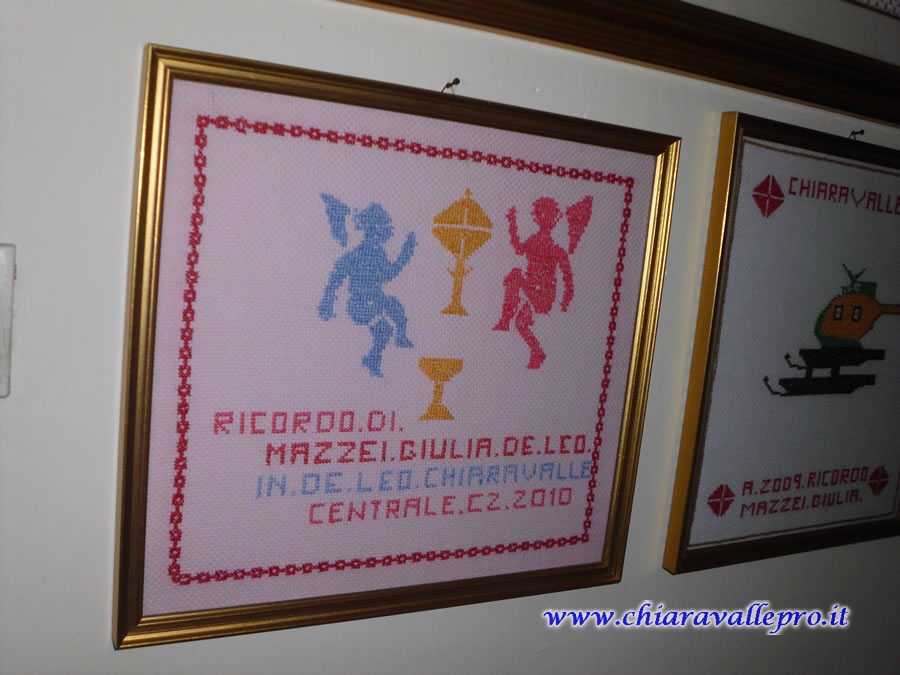 RICORDO.DI.
MAZZEI.GIULIA.DE.LEO.
IN.DE.LEO.CHIARAVALLE
CENTRALE.CZ.2010
CHIARAVALLE
A.2009.RICORDO
MAZZEI.GIULIA.
www.chiaravallepro.it